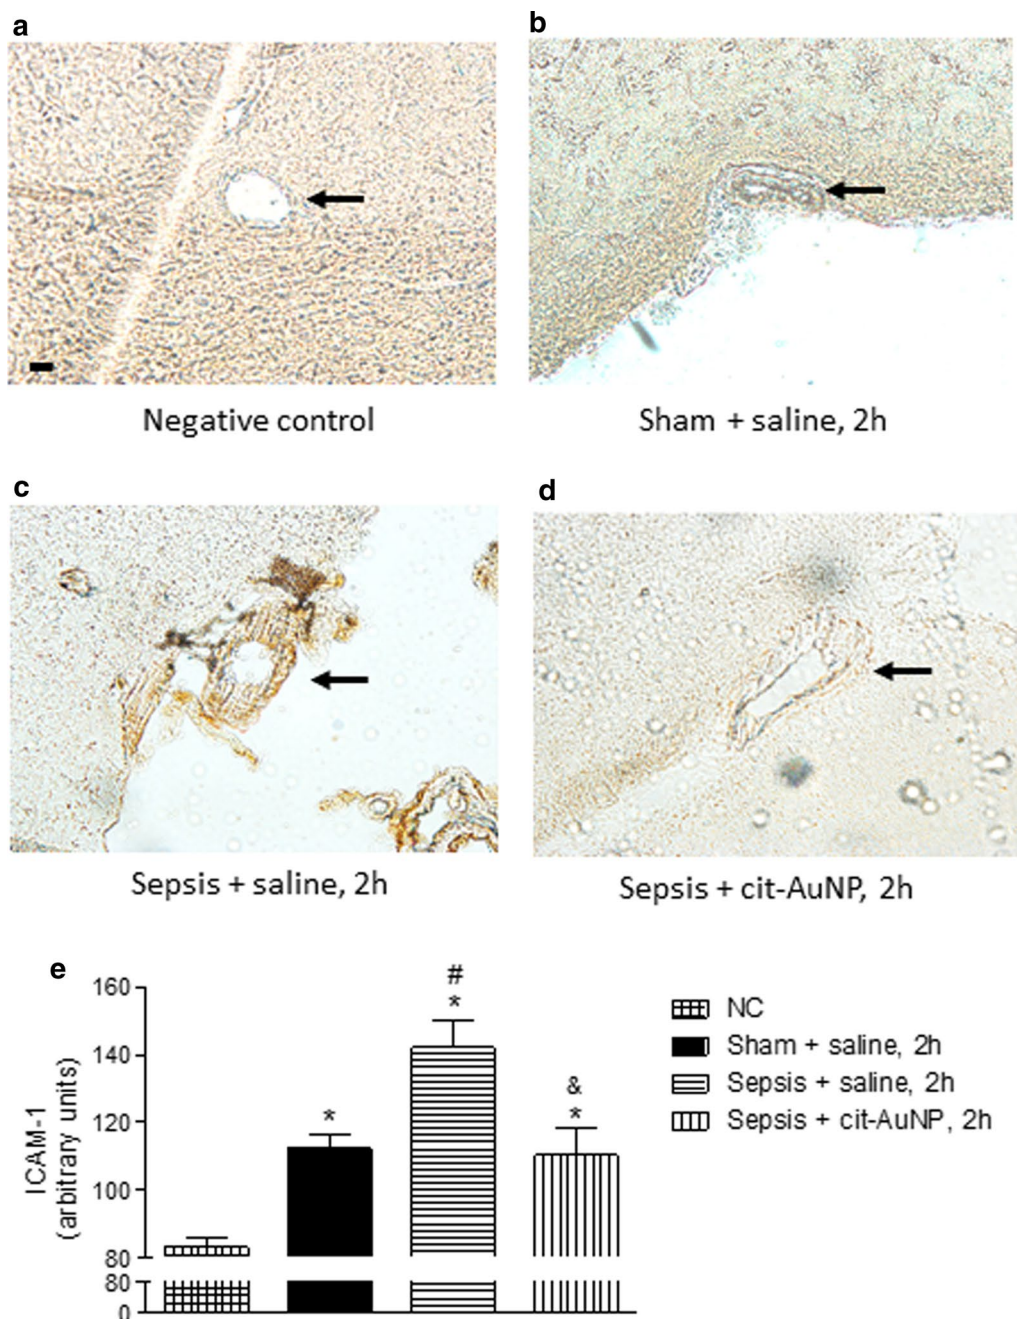 a
b
Negative control
Sham + saline, 2h
c
d
Sepsis + saline, 2h
Sepsis + cit-AuNP, 2h
e
ICAM-1
(arbitrary units)
160
140
120
100
80
80
0
*
#
*
&
*
NC
Sham + saline, 2h
Sepsis + saline, 2h
Sepsis + cit-AuNP, 2h